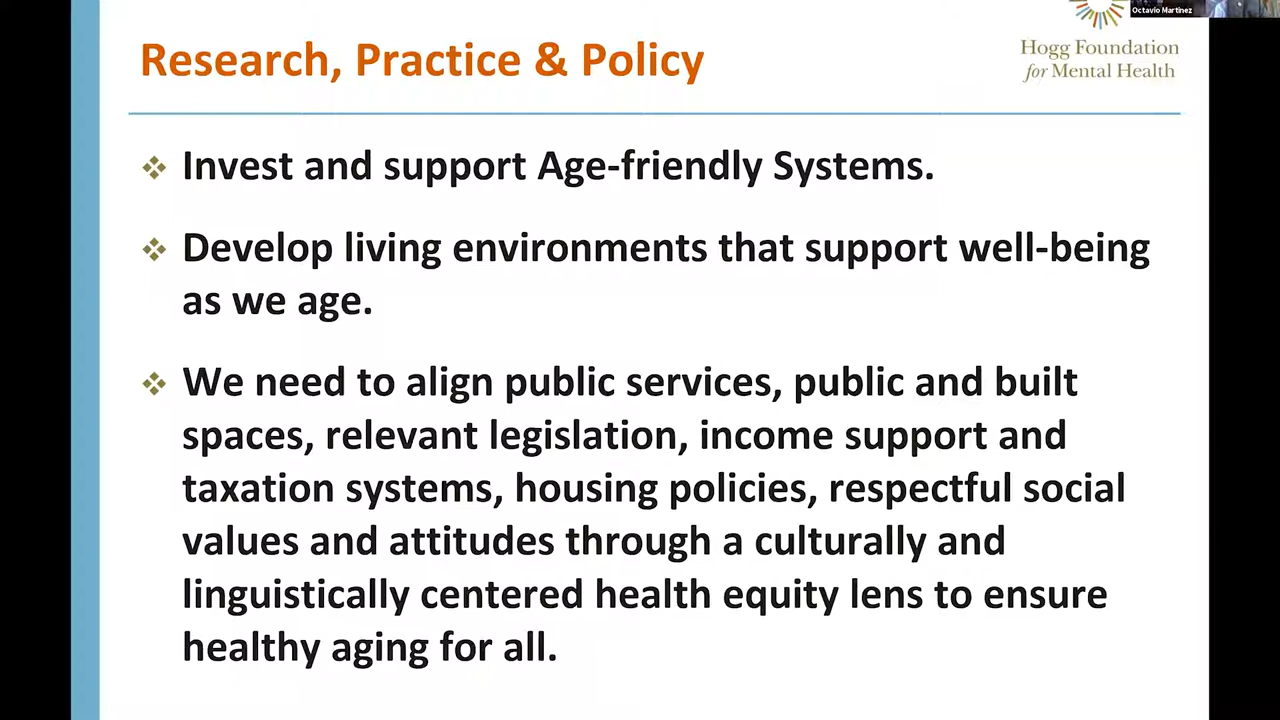 Octavio Martinez
Research, Practice & Policy
Hogg Foundation
for Mental Health
Invest and support Age-friendly Systems.
Develop living environments that support well-being
as we age.
We need to align public services, public and built
spaces, relevant legislation, income support and
taxation systems, housing policies, respectful social
values and attitudes through a culturally and
linguistically centered health equity lens to ensure
healthy aging for all.